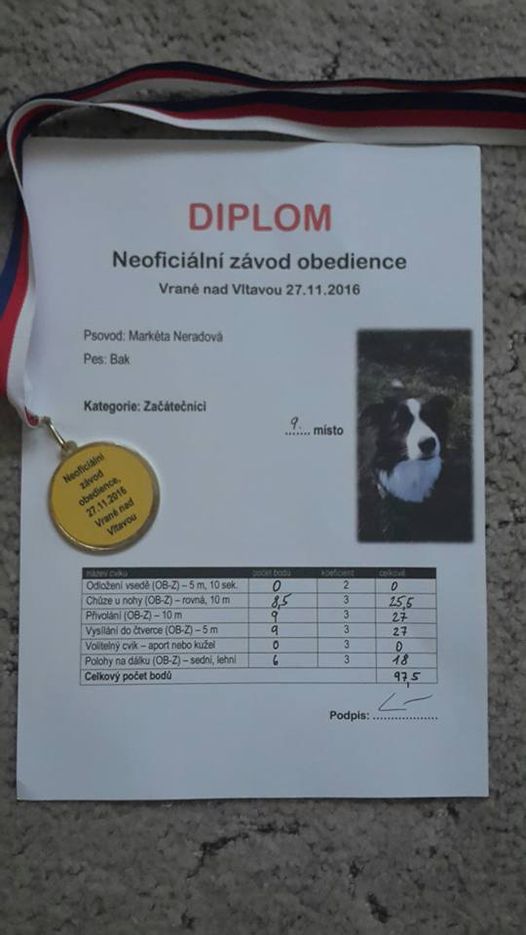 DIPLOM
Neoficiální závod obedience
Vrané nad Vltavou 27.11.2016
Psovod: Markéta Neradová
Pes: Bak
Kategorie: Začátečníci
9. místo
Neoficiální
závod
obedience,
27.11.2016
Vrané nad
Vltavou
název cviku počet bodů koeficient celkově
Odložení vsedě (OB-Z) – 5 m, 10 sek. 0 2 0
Chůze u nohy (OB-Z) – rovná, 10 m 8,5 3 25,5
Přivolání (OB-Z) – 10 m 9 3 27
Vysílání do čtverce (OB-Z) – 5 m 9 3 27
Volitelný cvik – aport nebo kužel 0 3 0
Polohy na dálku (OB-Z) – sedni, lehni 6 3 18
Celkový počet bodů 97,5
Podpis: